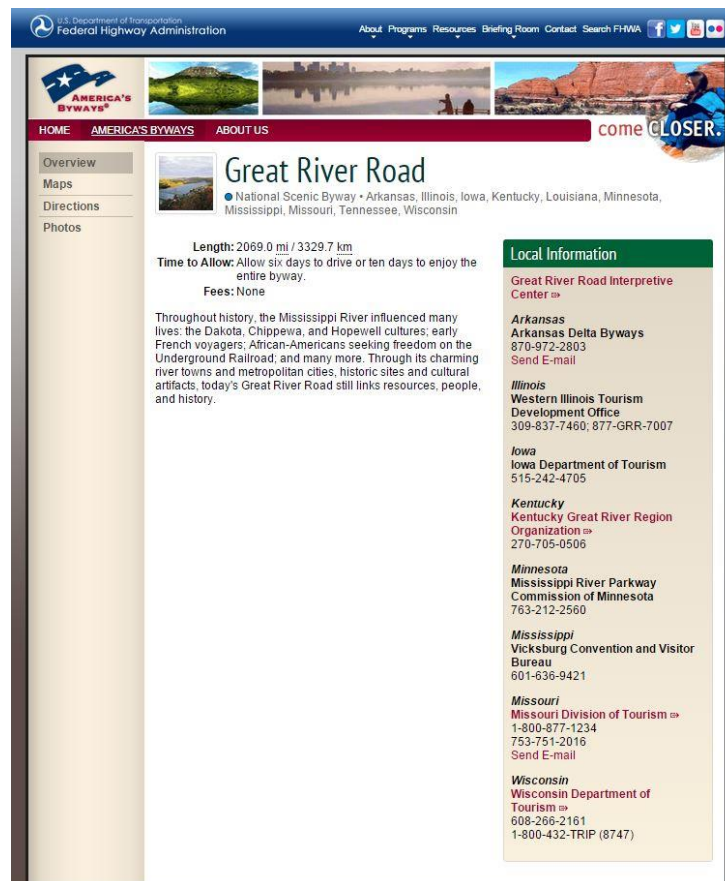 U.S. Department of Transportation
Federal Highway Administration
About Programs Resources Briefing Room Contact Search FHWA
AMERICA'S
BYWAYS®
HOME AMERICA'S BYWAYS ABOUT US
come CLOSER.
Overview
Maps
Directions
Photos
Great River Road
National Scenic Byway • Arkansas, Illinois, Iowa, Kentucky, Louisiana, Minnesota,
Mississippi, Missouri, Tennessee, Wisconsin
Length: 2069.0 mi / 3329.7 km
Time to Allow: Allow six days to drive or ten days to enjoy the
entire byway.
Fees: None
Throughout history, the Mississippi River influenced many
lives: the Dakota, Chippewa, and Hopewell cultures; early
French voyagers; African-Americans seeking freedom on the
Underground Railroad; and many more. Through its charming
river towns and metropolitan cities, historic sites and cultural
artifacts, today's Great River Road still links resources, people,
and history.
Local Information
Great River Road Interpretive
Center
Arkansas
Arkansas Delta Byways
870-972-2803
Send E-mail
Illinois
Western Illinois Tourism
Development Office
309-837-7460; 877-GRR-7007
Iowa
Iowa Department of Tourism
515-242-4705
Kentucky
Kentucky Great River Region
Organization
270-705-0506
Minnesota
Mississippi River Parkway
Commission of Minnesota
763-212-2560
Mississippi
Vicksburg Convention and Visitor
Bureau
601-636-9421
Missouri
Missouri Division of Tourism
1-800-877-1234
753-751-2016
Send E-mail
Wisconsin
Wisconsin Department of
Tourism
608-266-2161
1-800-432-TRIP (8747)